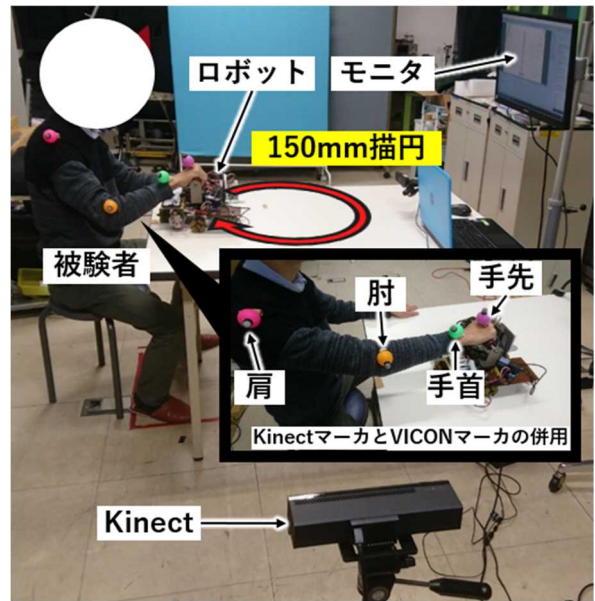 ロボット
モニタ
150mm描円
被験者
肘
手先
肩
手首
KinectマーカとVICONマーカの併用
Kinect